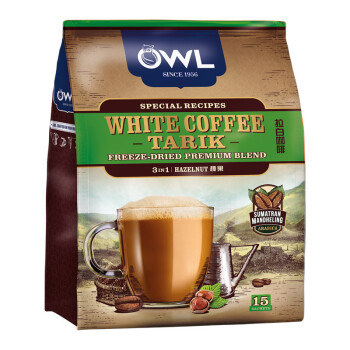 OWL
SINCE 1956
SPECIAL RECIPES
WHITE COFFEE
TARIK
拉白咖啡
FREEZE-DRIED PREMIUM BLEND
3 IN 1 | HAZELNUT 榛果
SUMATRAN
MANDHELING
ARABICA
15
SACHETS